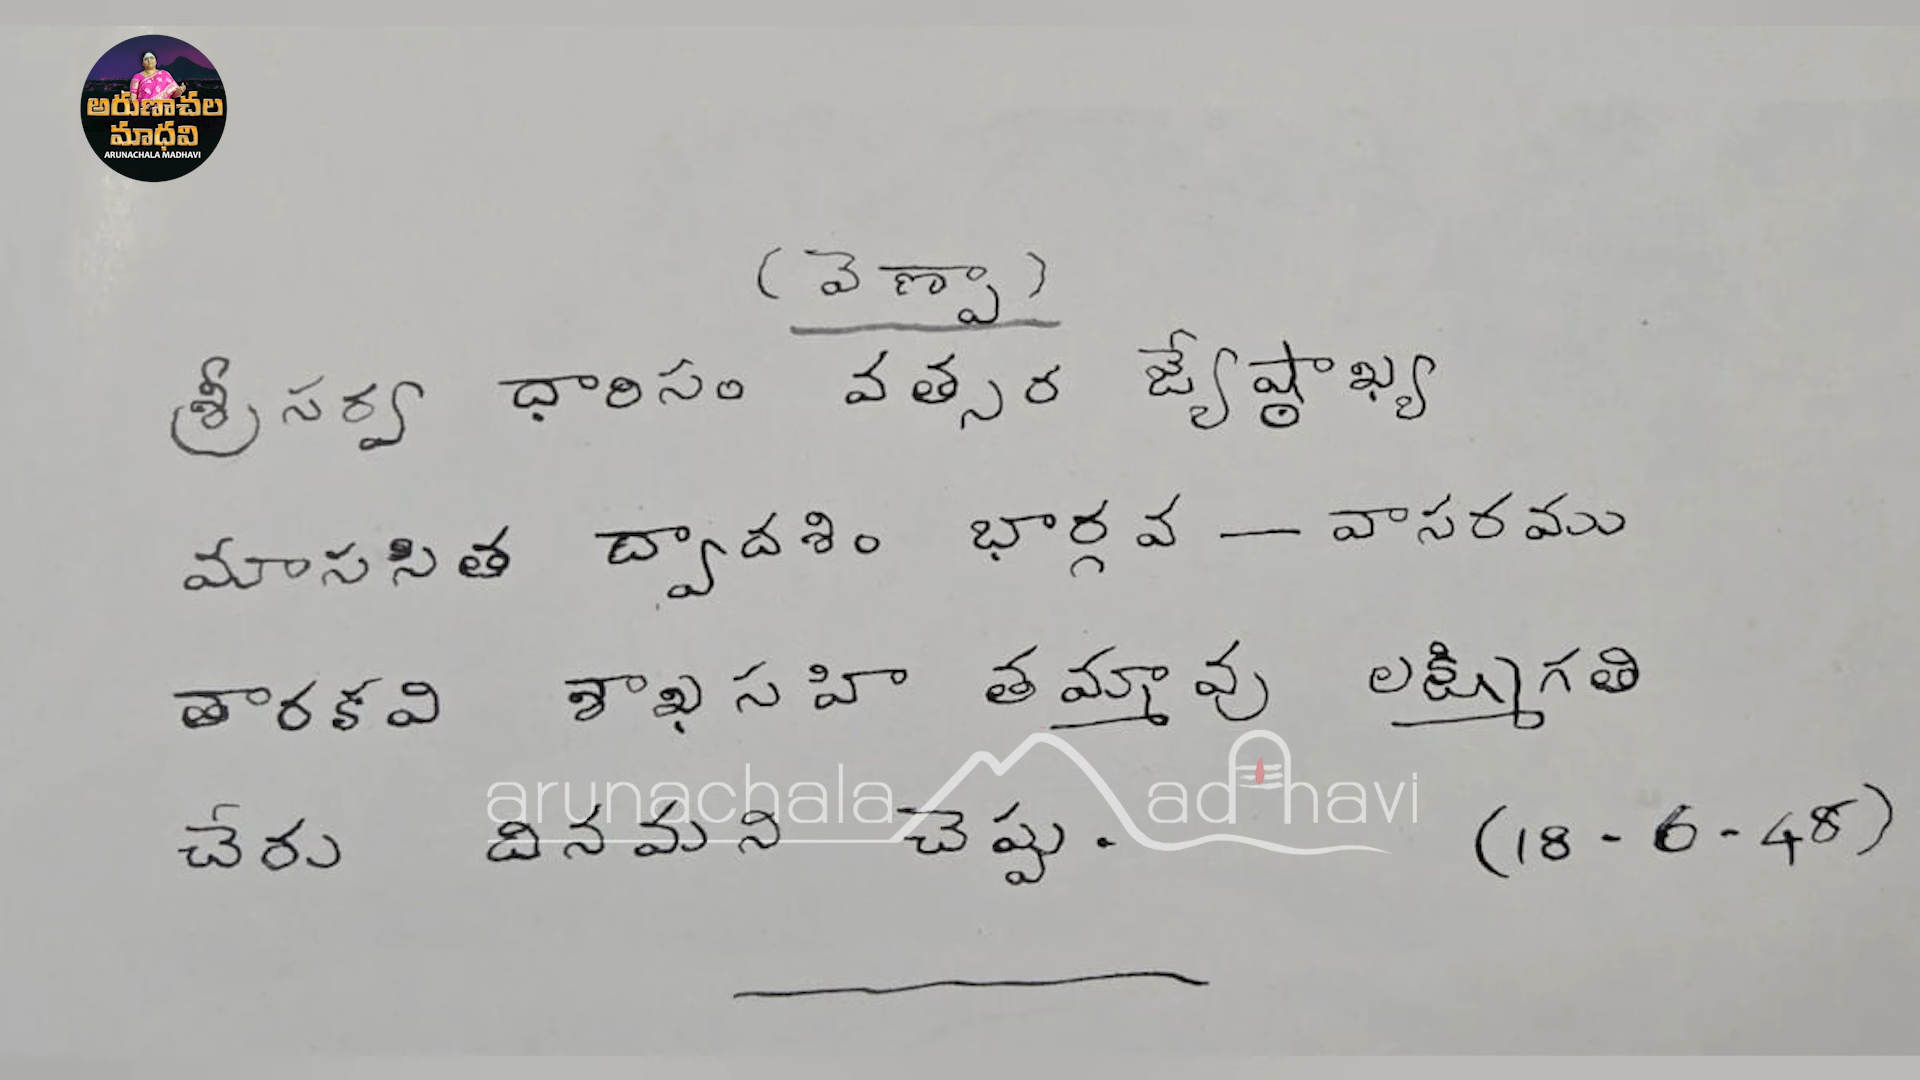 అరుణాచల
మాధవి
ARUNACHALA MADHAVI
( వెణ్పా )
శ్రీసర్వ ధారిసం వత్సర జ్యేష్ఠాఖ్య
మాససిత ద్వాదశిం భార్గవ — వాసరము
తారకవి శాఖసహి తమ్మావు లక్ష్మిగతి
చేరు దినమని చెప్పు.
(18-6-48)
arunachala Madhavi